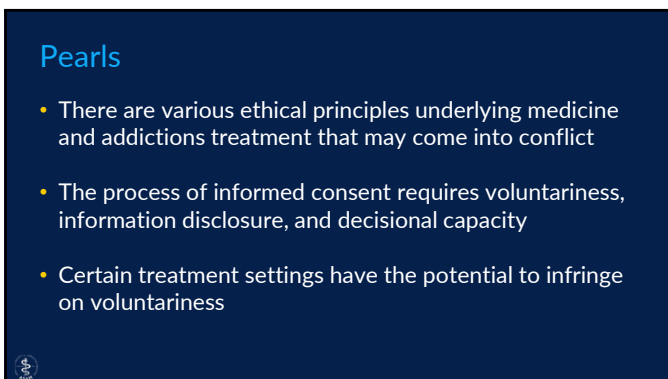 Pearls
• There are various ethical principles underlying medicine
and addictions treatment that may come into conflict
• The process of informed consent requires voluntariness,
information disclosure, and decisional capacity
• Certain treatment settings have the potential to infringe
on voluntariness